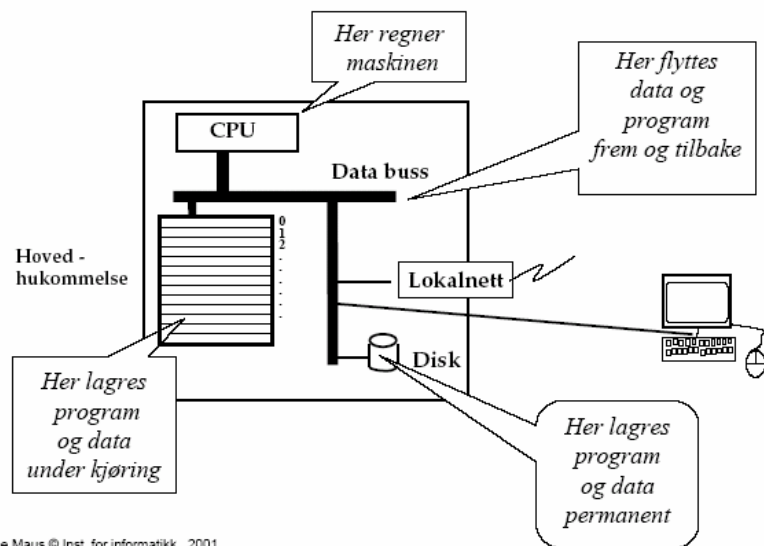 Her regner
maskinen
Her flyttes
data og
program
frem og tilbake
CPU
Data buss
Hoved -
hukommelse
0
1
2
.
.
.
.
.
.
Lokalnett
Disk
Her lagres
program
og data
under kjøring
Her lagres
program
og data
permanent
Maus © Inst. for informatikk, 2001